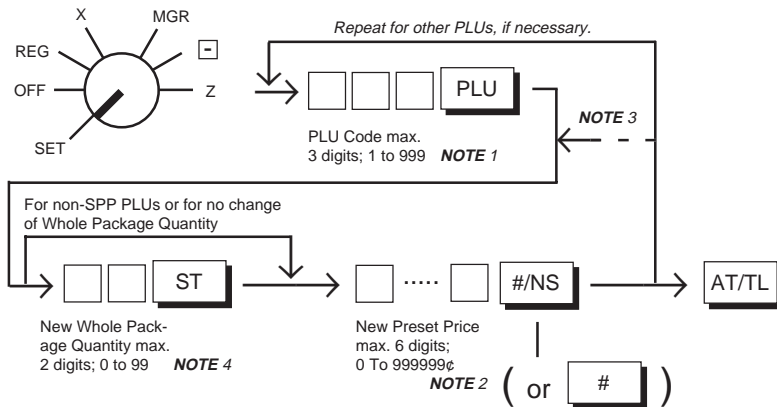 X
MGR
REG
-
OFF
Z
SET
Repeat for other PLUs, if necessary.
PLU
NOTE 3
PLU Code max.
3 digits; 1 to 999 NOTE 1
For non-SPP PLUs or for no change
of Whole Package Quantity
ST
..... #/NS
AT/TL
New Whole Pack-
age Quantity max.
2 digits; 0 to 99 NOTE 4
New Preset Price
max. 6 digits;
0 To 999999¢
NOTE 2
( or # )